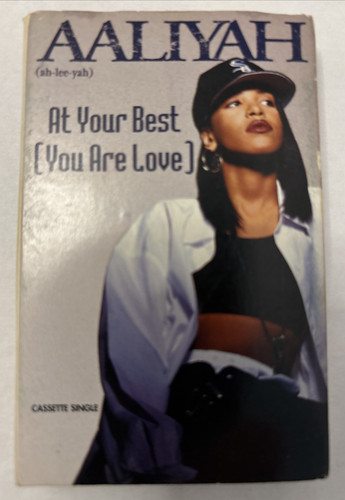 AALIYAH
(ah-lee-yah)
At Your Best
(You Are Love)
CASSETTE SINGLE